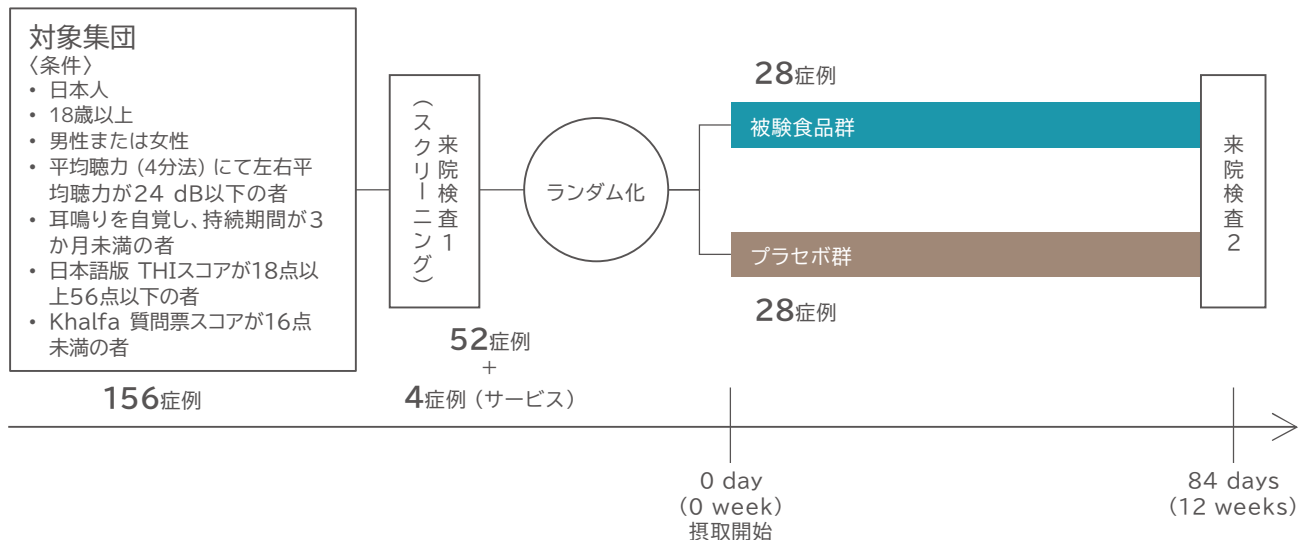 対象集団
〈条件〉
• 日本人
• 18歳以上
• 男性または女性
• 平均聴力 (4分法) にて左右平
均聴力が24 dB以下の者
• 耳鳴りを自覚し、持続期間が3
か月未満の者
• 日本語版 THIスコアが18点以
上56点以下の者
• Khalfa 質問票スコアが16点
未満の者
156症例
来院検査1
(スクリーニング)
52症例
+
4症例 (サービス)
ランダム化
28症例
被験食品群
プラセボ群
28症例
来院検査2
0 day
(0 week)
摂取開始
84 days
(12 weeks)